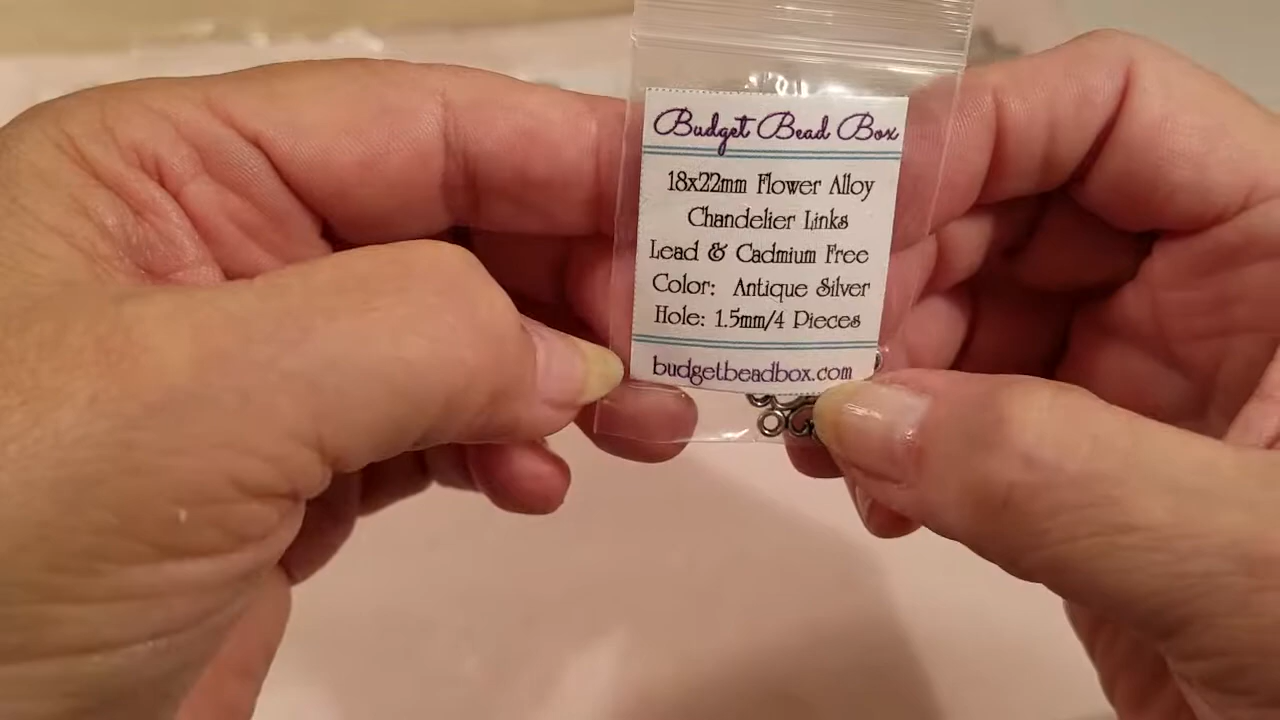 Budget Bead Box
18x22mm Flower Alloy
Chandelier Links
Lead & Cadmium Free
Color: Antique Silver
Hole: 1.5mm/4 Pieces
budgetbeadbox.com